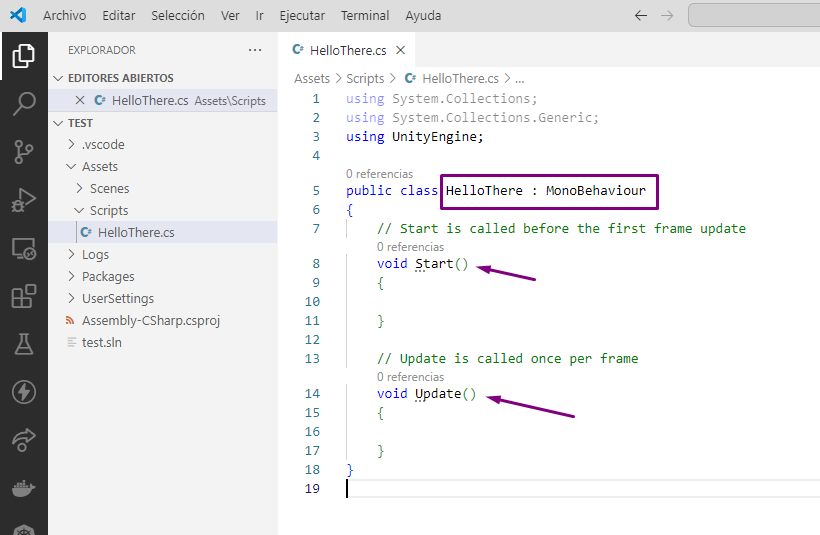 Archivo Editar Selección Ver Ir Ejecutar Terminal Ayuda
EXPLORADOR
EDITORES ABIERTOS
HelloThere.cs Assets\Scripts
TEST
.vscode
Assets
Scenes
Scripts
HelloThere.cs
Logs
Packages
UserSettings
Assembly-CSharp.csproj
test.sln
HelloThere.cs
Assets > Scripts > HelloThere.cs > ...
1 using System.Collections;
2 using System.Collections.Generic;
3 using UnityEngine;
4
0 referencias
5 public class HelloThere : MonoBehaviour
6 {
7 // Start is called before the first frame update
0 referencias
8 void Start()
9 {
10
11 }
12
13 // Update is called once per frame
0 referencias
14 void Update()
15 {
16
17 }
18 }
19